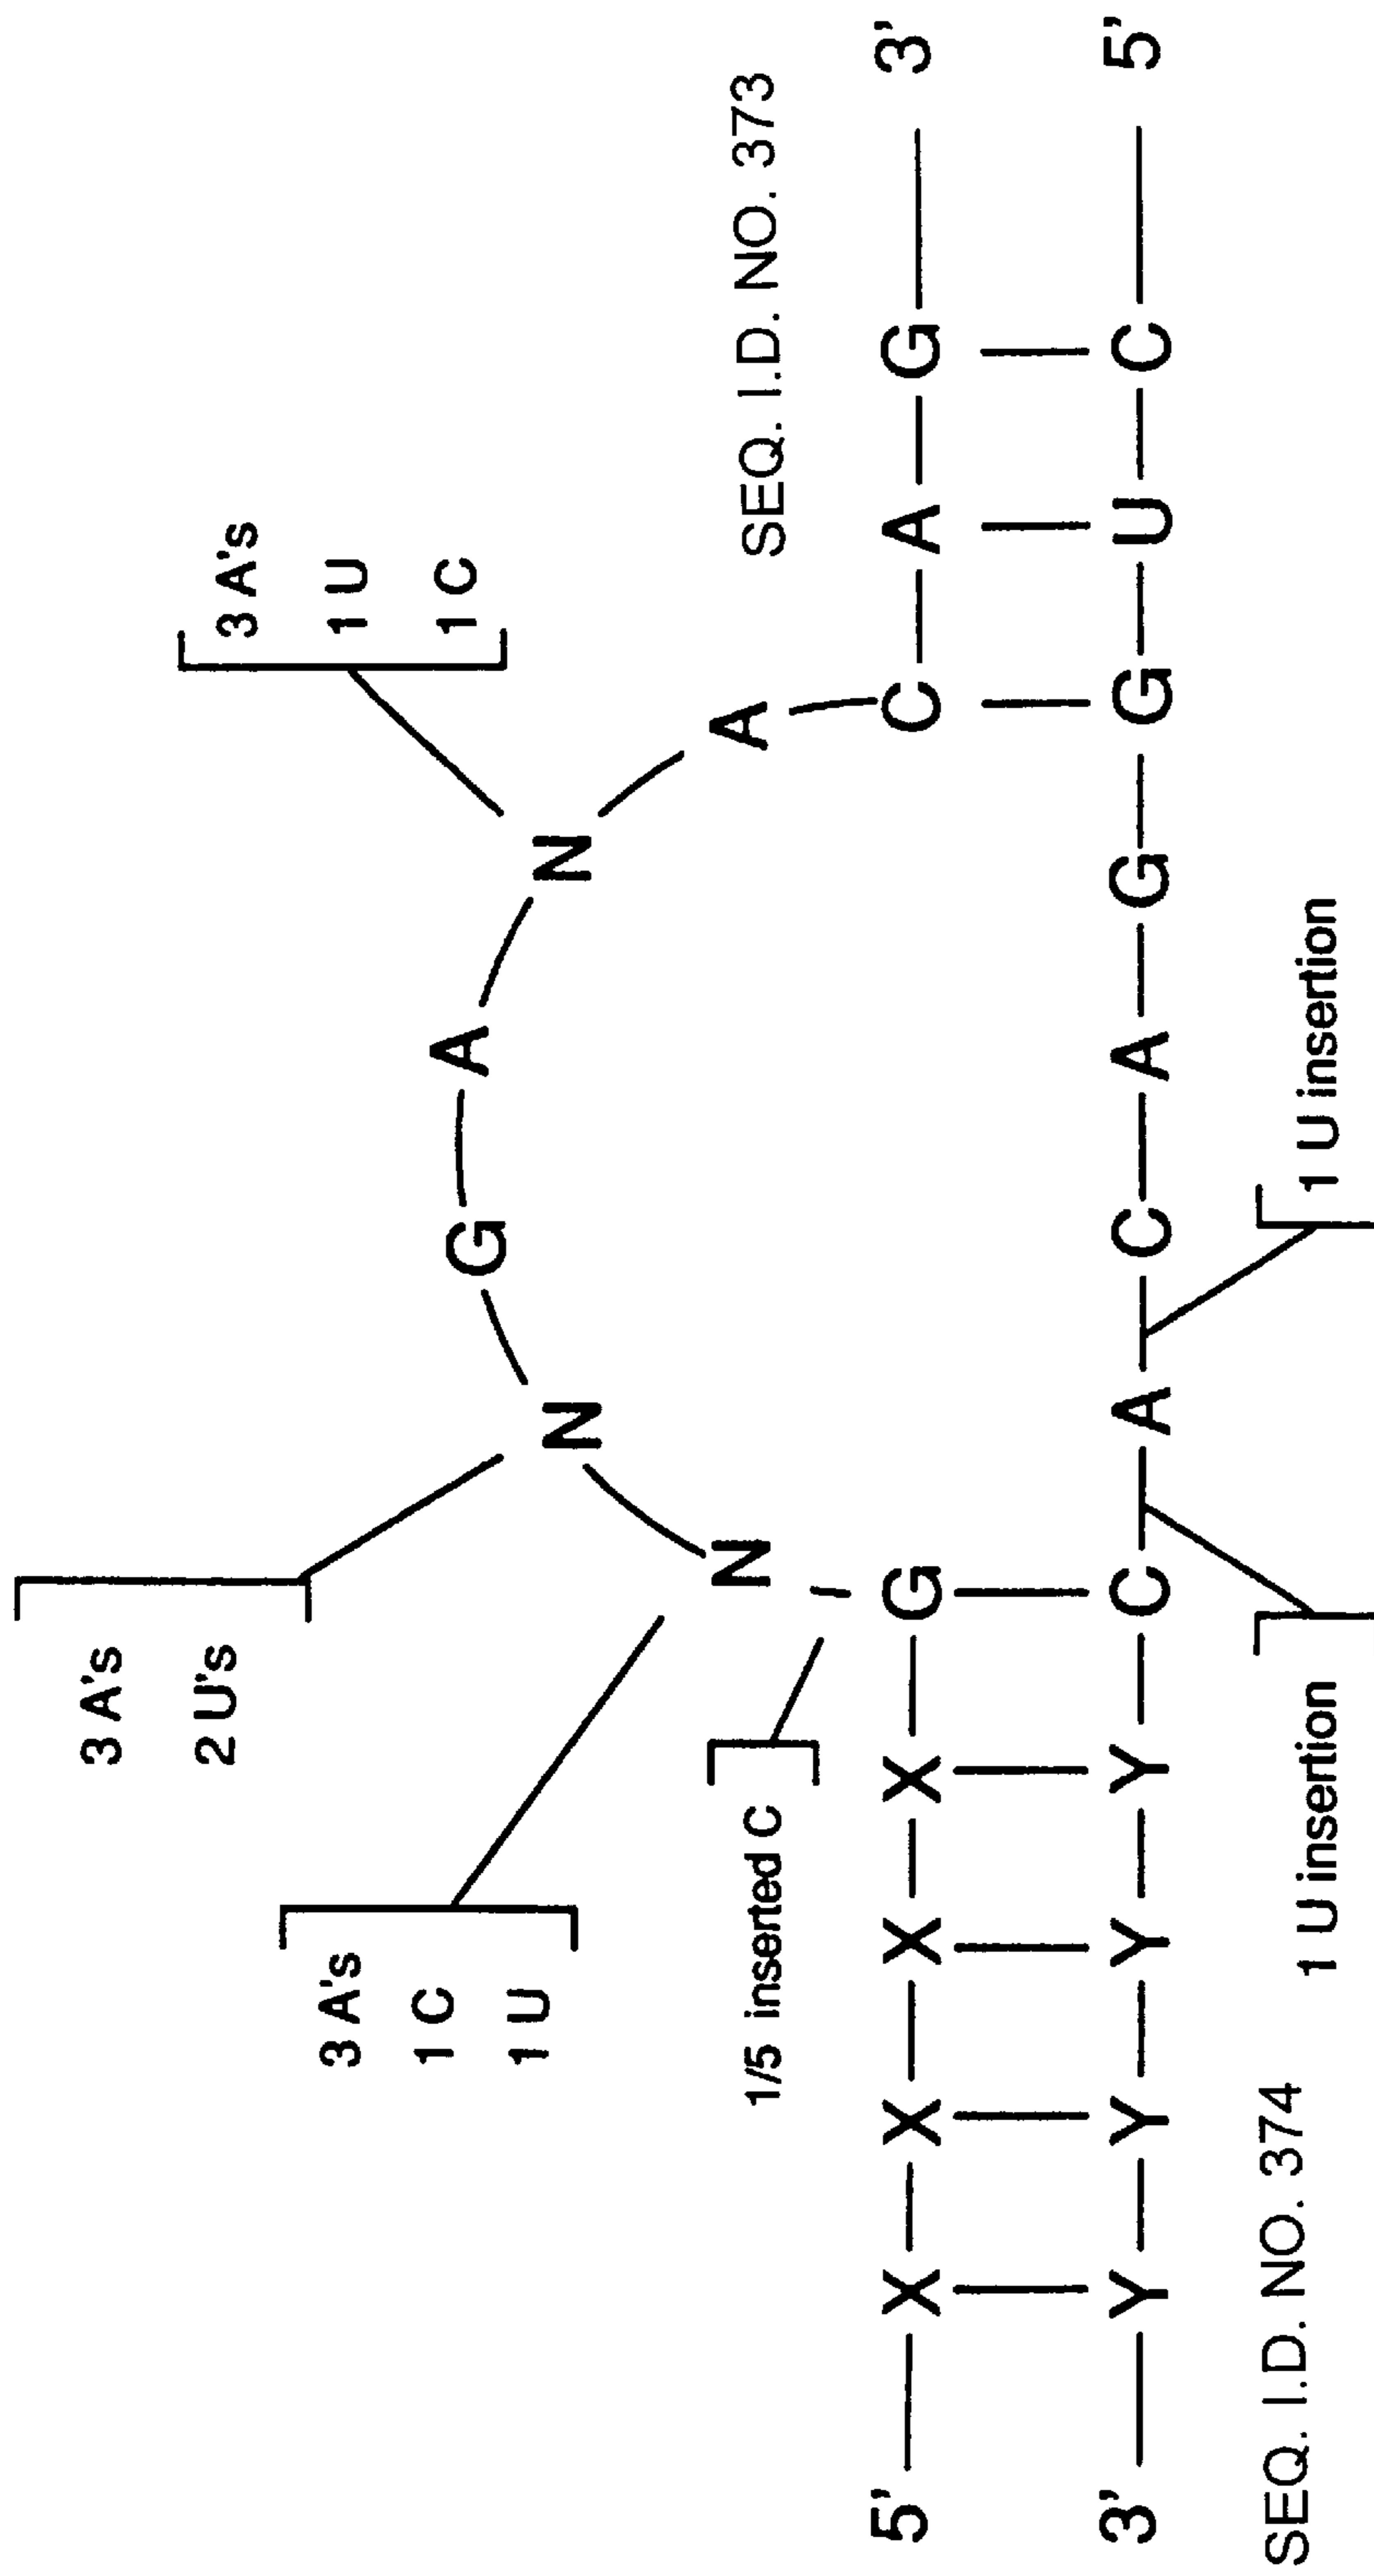 3 A's
2 U's
3 A's
1 U
1 C
3 A's
1 C
1 U
N G A N
N A
1/5 inserted C
SEQ. I.D. NO. 373
5' X X X X G C A G 3'
3' Y Y Y Y C A C A G G U C 5'
1 U insertion
1 U insertion
SEQ. I.D. NO. 374